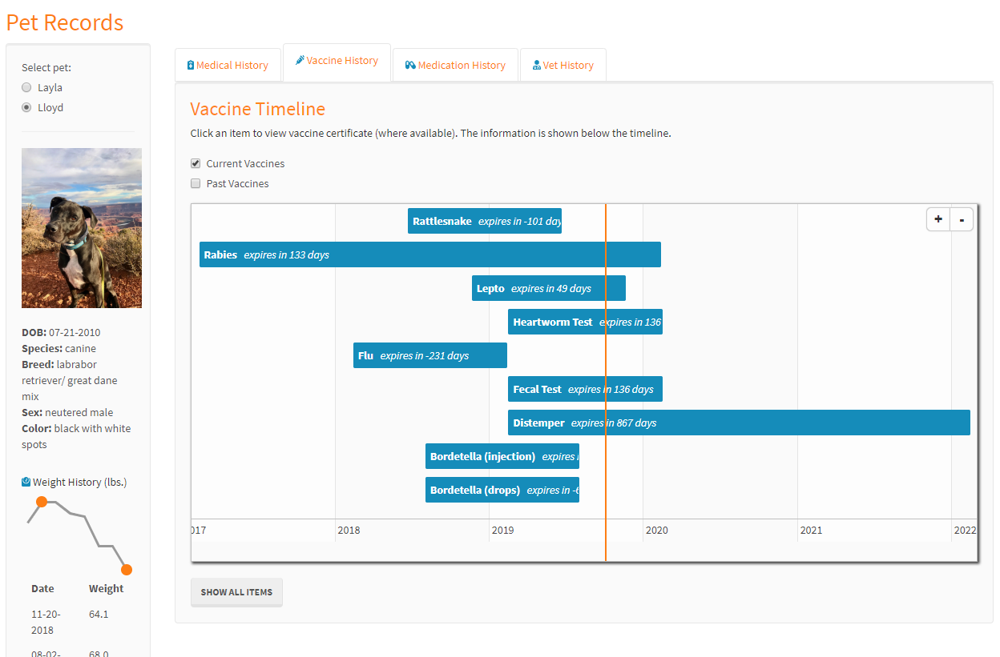 Pet Records
Select pet:
Layla
Lloyd
DOB: 07-21-2010
Species: canine
Breed: labrabor
retriever/ great dane
mix
Sex: neutered male
Color: black with white
spots
Weight History (lbs.)
Date Weight
11-20-
2018 64.1
08-02- 68.0
Medical History Vaccine History Medication History Vet History
Vaccine Timeline
Click an item to view vaccine certificate (where available). The information is shown below the timeline.
Current Vaccines
Past Vaccines
+ -
Rattlesnake expires in -101 day
Rabies expires in 133 days
Lepto expires in 49 days
Heartworm Test expires in 136
Flu expires in -231 days
Fecal Test expires in 136 days
Distemper expires in 867 days
Bordetella (injection) expires
Bordetella (drops) expires in -6
017 2018 2019 2020 2021 2022
SHOW ALL ITEMS